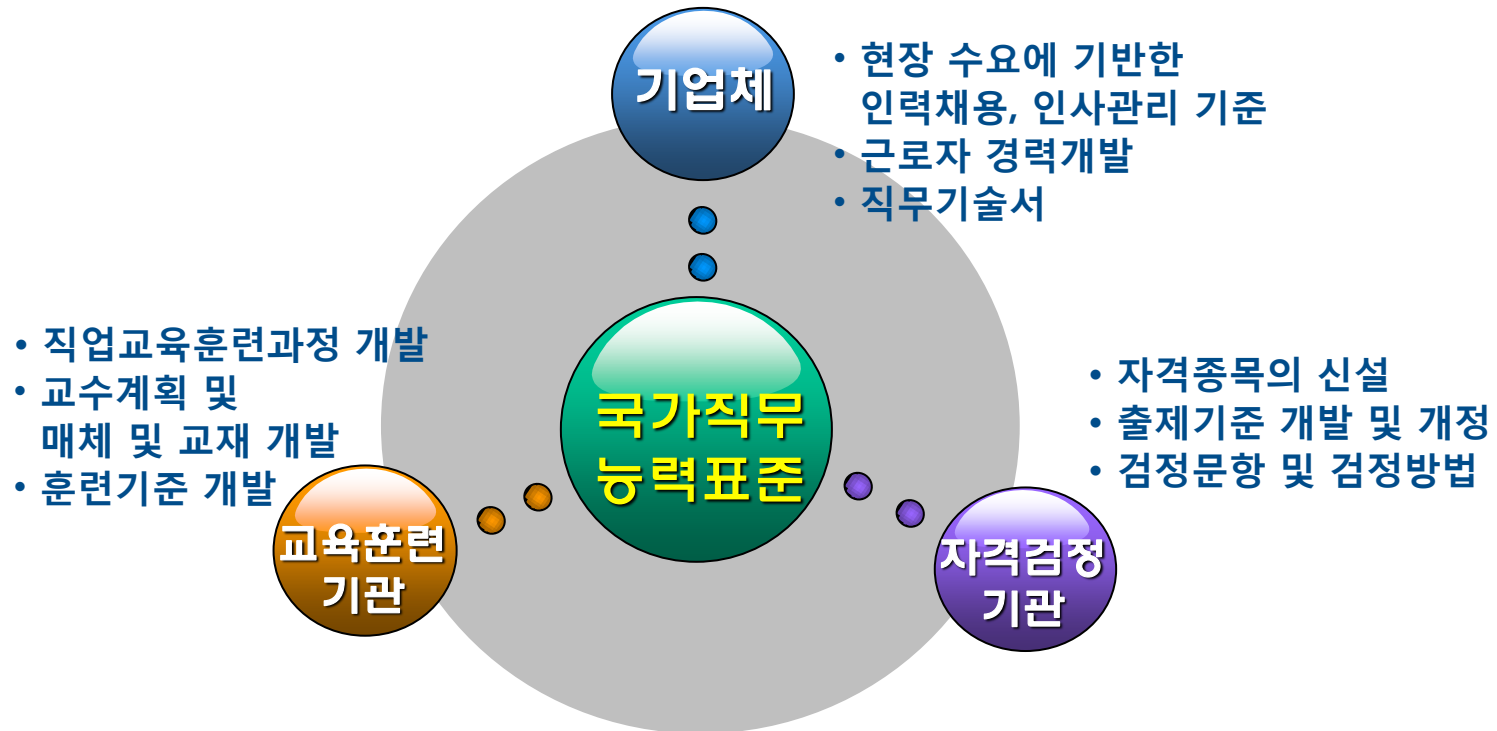 기업체
• 현장 수요에 기반한
인력채용, 인사관리 기준
• 근로자 경력개발
• 직무기술서
• 직업교육훈련과정 개발
• 교수계획 및
매체 및 교재 개발
• 훈련기준 개발
국가직무
능력표준
• 자격종목의 신설
• 출제기준 개발 및 개정
• 검정문항 및 검정방법
교육훈련
기관
자격검정
기관